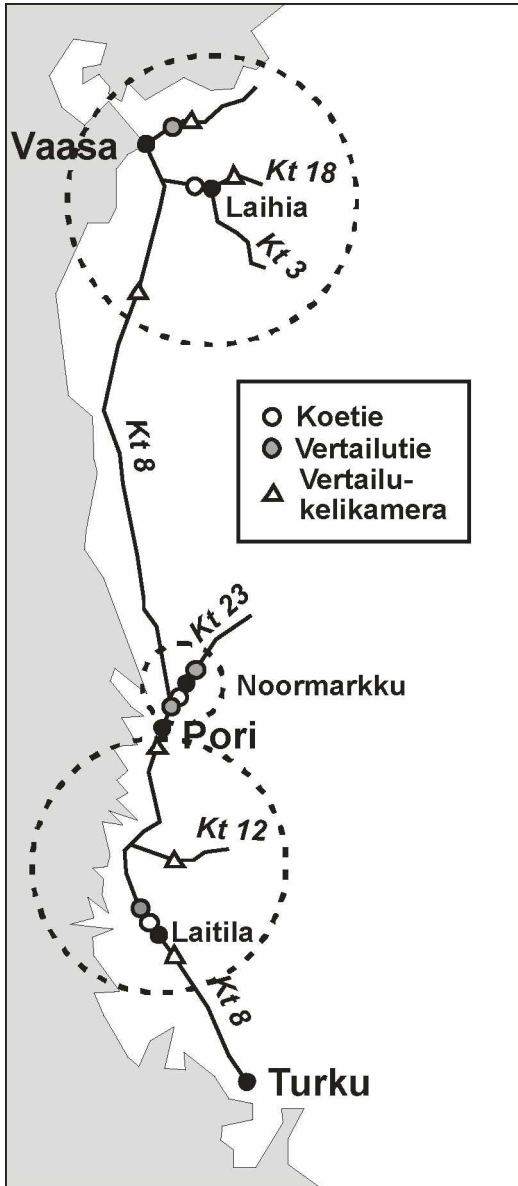 Vaasa
Kt 18
Laihia
Kt 3
Koetie
Vertailutie
Vertailu-
kelikamera
Kt 8
Kt 23
Noormarkku
Pori
Kt 12
Laitila
Kt 8
Turku